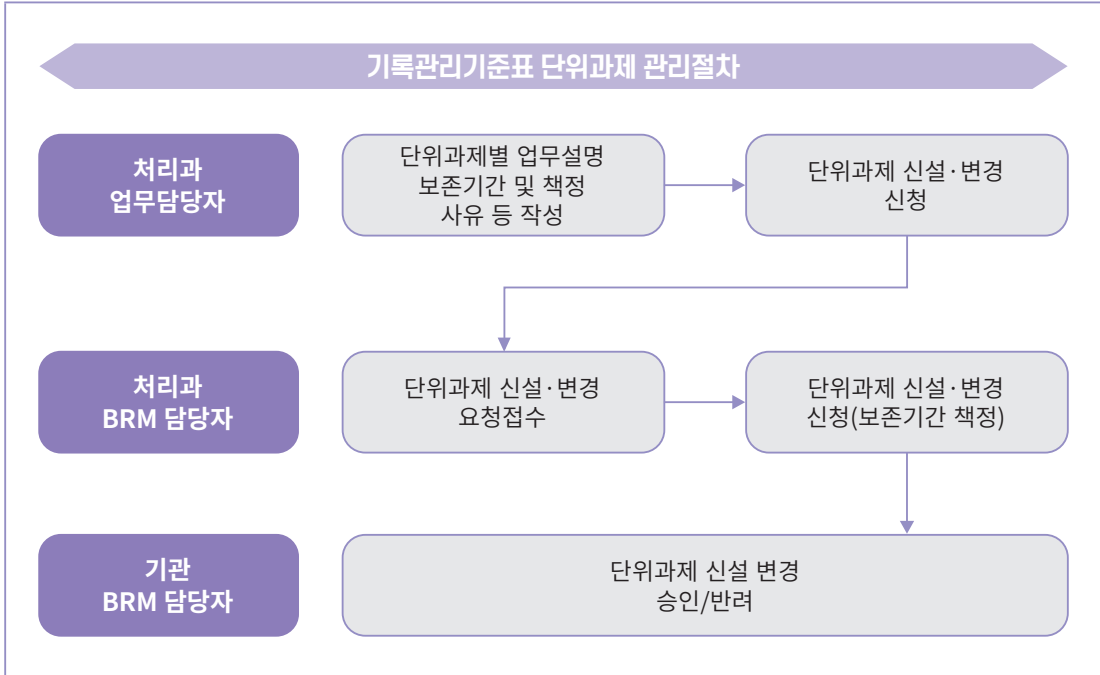 기록관리기준표 단위과제 관리절차
처리과
업무담당자
단위과제별 업무설명
보존기간 및 책정
사유 등 작성
단위과제 신설·변경
신청
처리과
BRM 담당자
단위과제 신설·변경
요청접수
단위과제 신설·변경
신청(보존기간 책정)
기관
BRM 담당자
단위과제 신설 변경
승인/반려